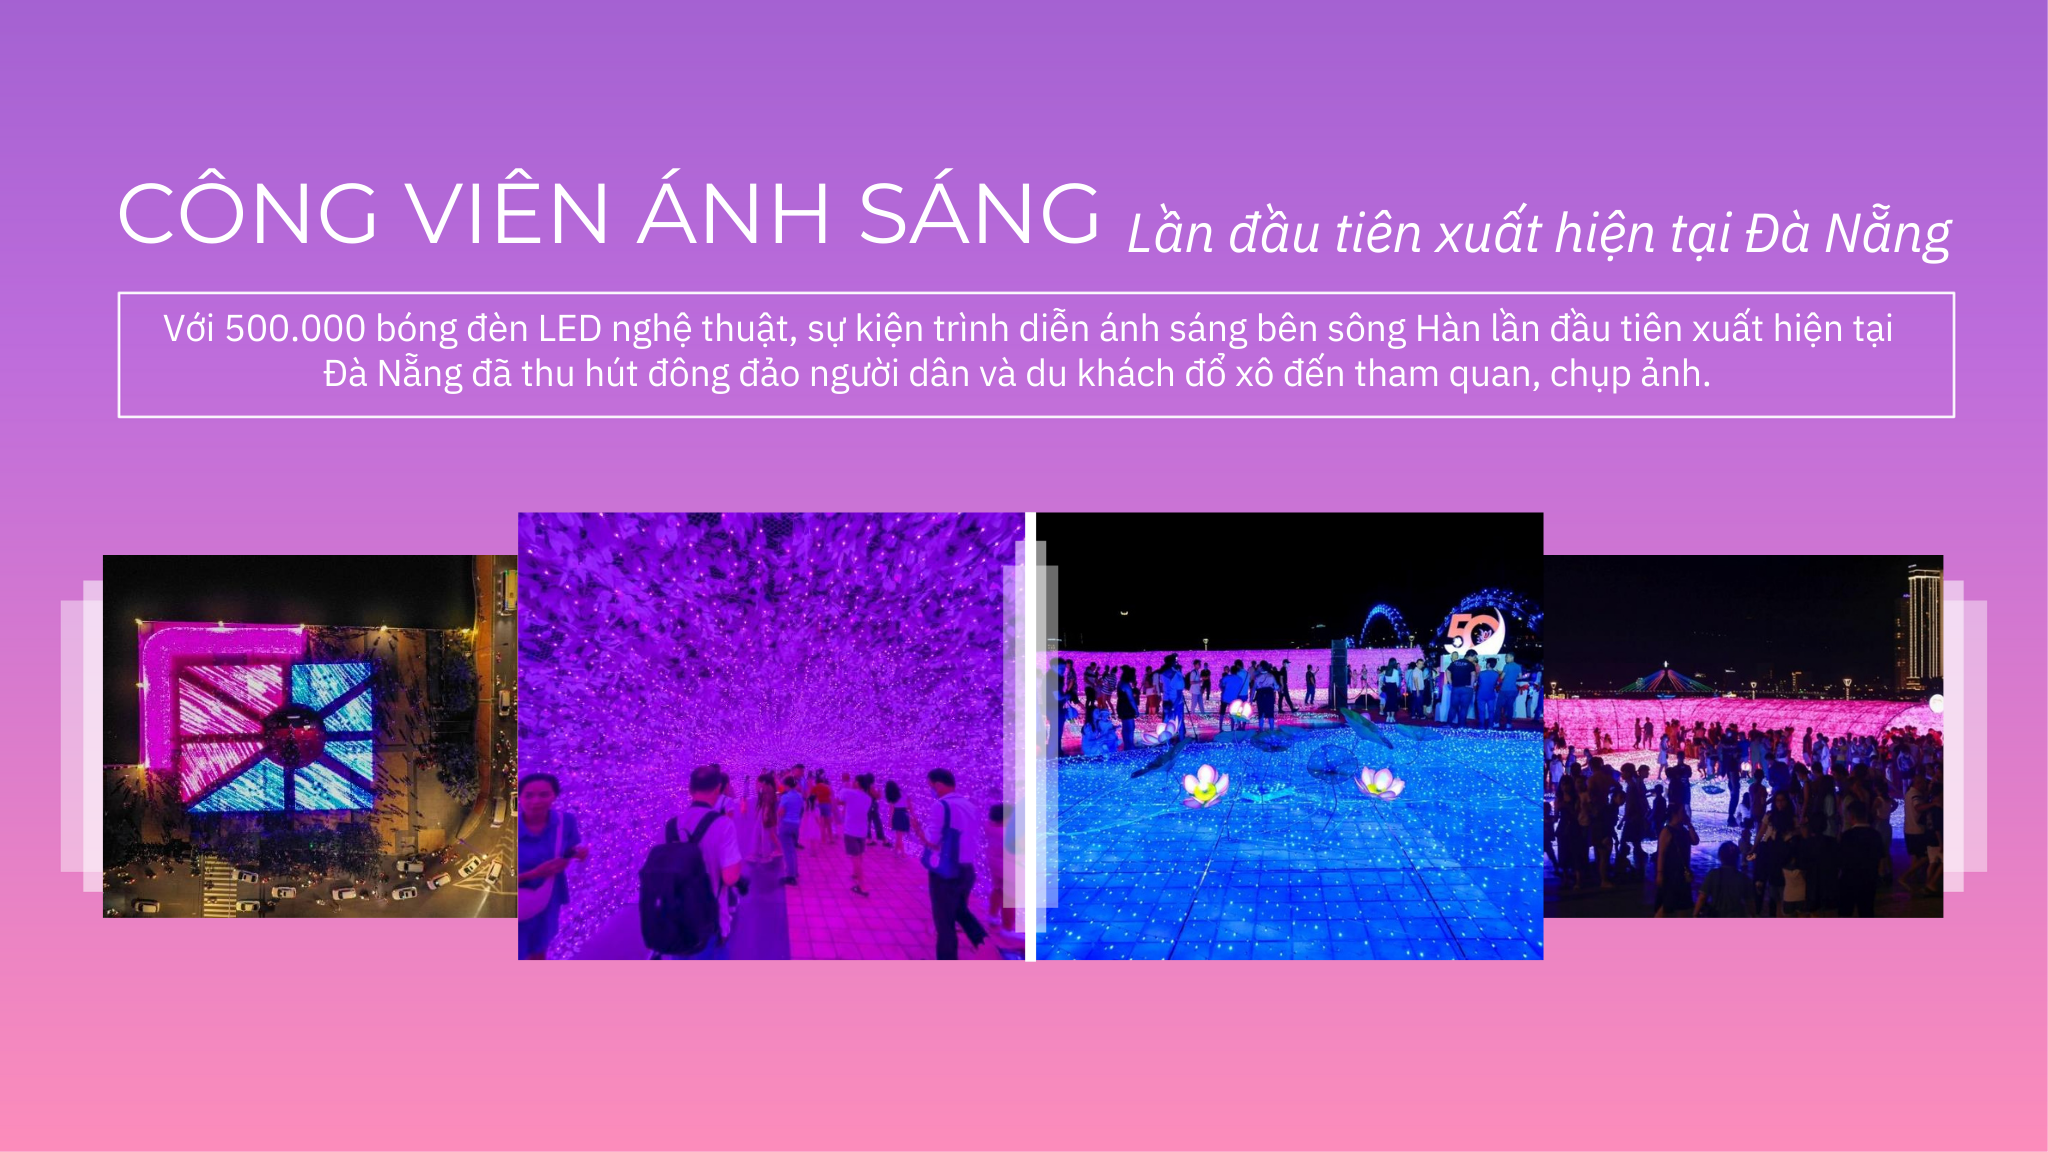 CÔNG VIÊN ÁNH SÁNG Lần đầu tiên xuất hiện tại Đà Nẵng
Với 500.000 bóng đèn LED nghệ thuật, sự kiện trình diễn ánh sáng bên sông Hàn lần đầu tiên xuất hiện tại
Đà Nẵng đã thu hút đông đảo người dân và du khách đổ xô đến tham quan, chụp ảnh.
50